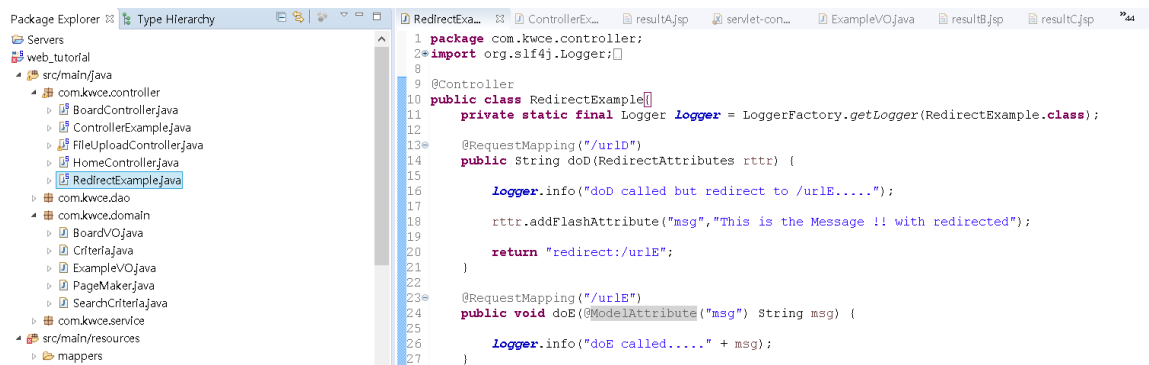 Package Explorer Type Hierarchy
Servers
web_tutorial
src/main/java
com.kwce.controller
BoardController.java
ControllerExample.java
FileUploadController.java
HomeController.java
RedirectExample.java
com.kwce.dao
com.kwce.domain
BoardVO.java
Criteria.java
ExampleVO.java
PageMaker.java
SearchCriteria.java
com.kwce.service
src/main/resources
mappers
RedirectExa... ControllerEx... resultA.jsp servlet-con... ExampleVO.java resultB.jsp resultC.jsp »44
1 package com.kwce.controller;
2 import org.slf4j.Logger;
8
9 @Controller
10 public class RedirectExample{
11 private static final Logger logger = LoggerFactory.getLogger(RedirectExample.class);
12
13 @RequestMapping("/urlD")
14 public String doD(RedirectAttributes rttr) {
15
16 logger.info("doD called but redirect to /urlE.....");
17
18 rttr.addFlashAttribute("msg","This is the Message !! with redirected");
19
20 return "redirect:/urlE";
21 }
22
23 @RequestMapping("/urlE")
24 public void doE(@ModelAttribute("msg") String msg) {
25
26 logger.info("doE called....." + msg);
27 }